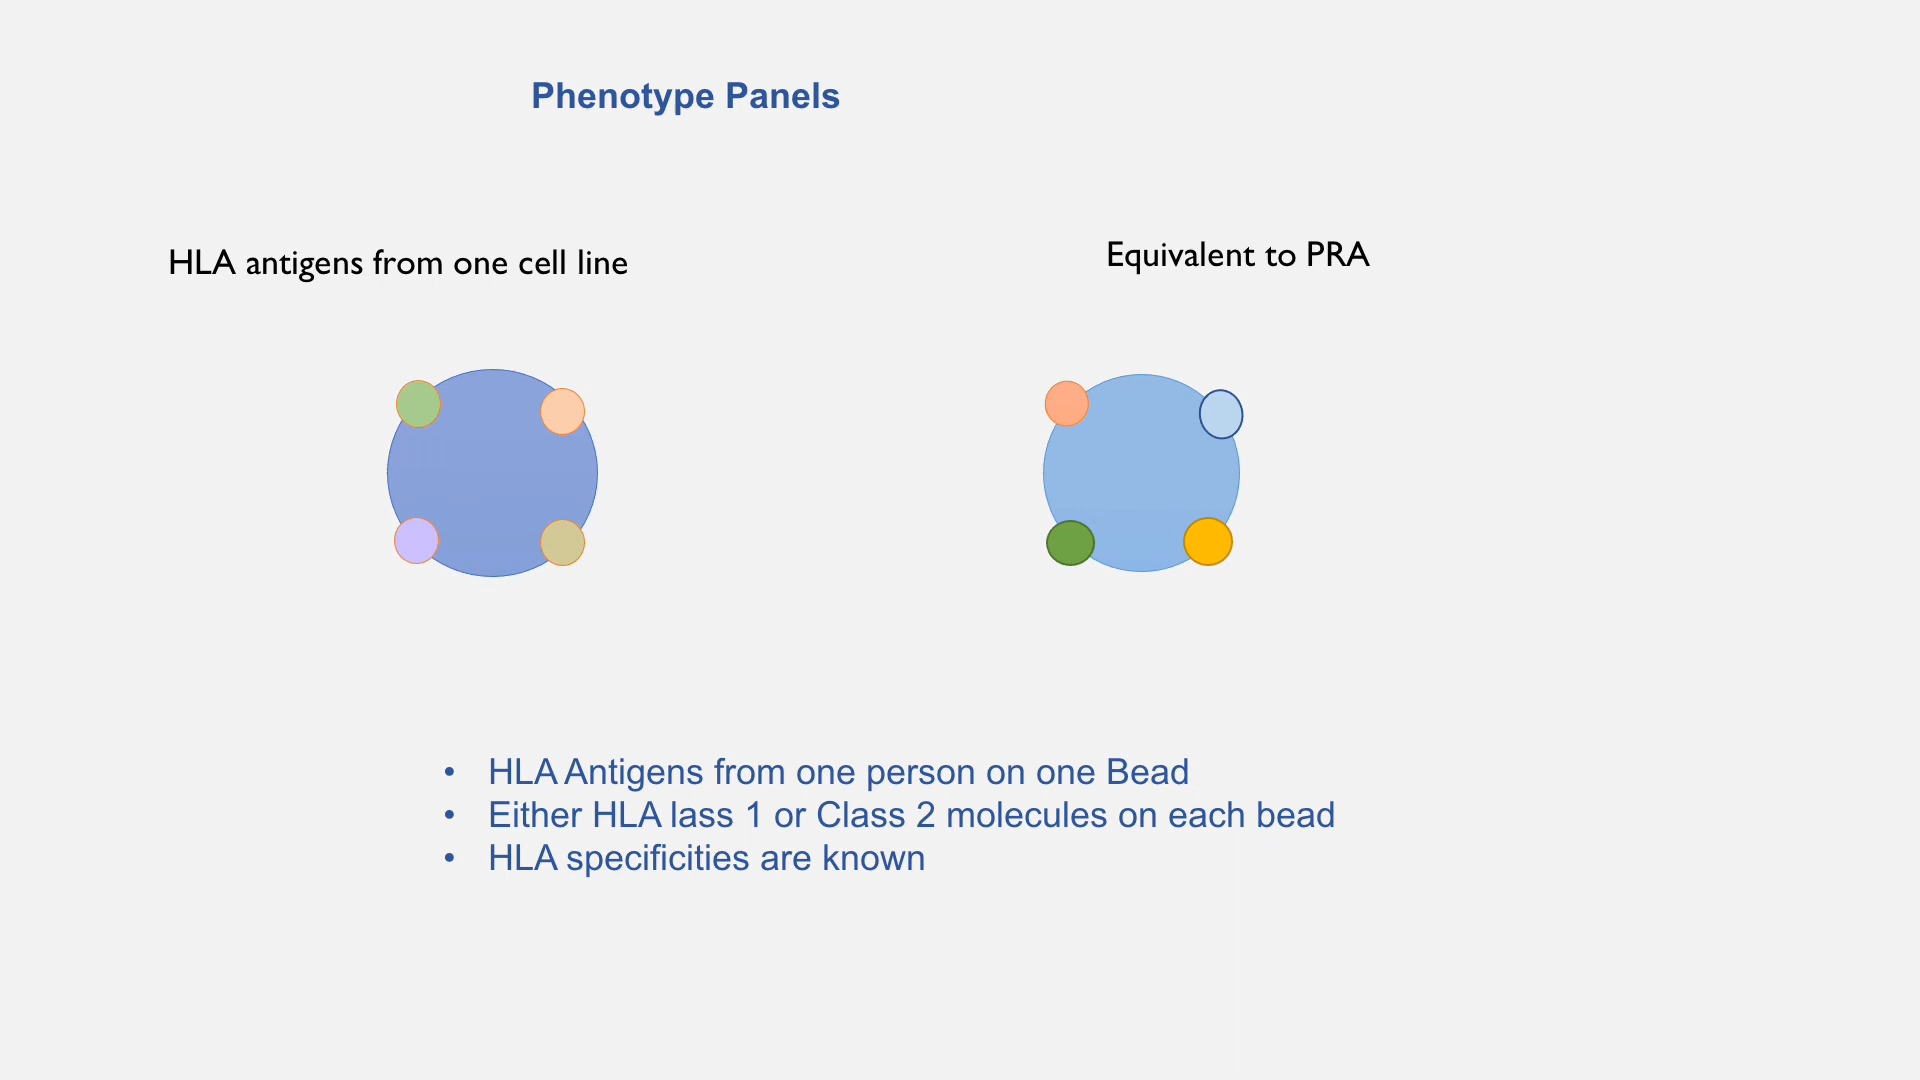 Phenotype Panels
HLA antigens from one cell line
Equivalent to PRA
• HLA Antigens from one person on one Bead
• Either HLA lass 1 or Class 2 molecules on each bead
• HLA specificities are known